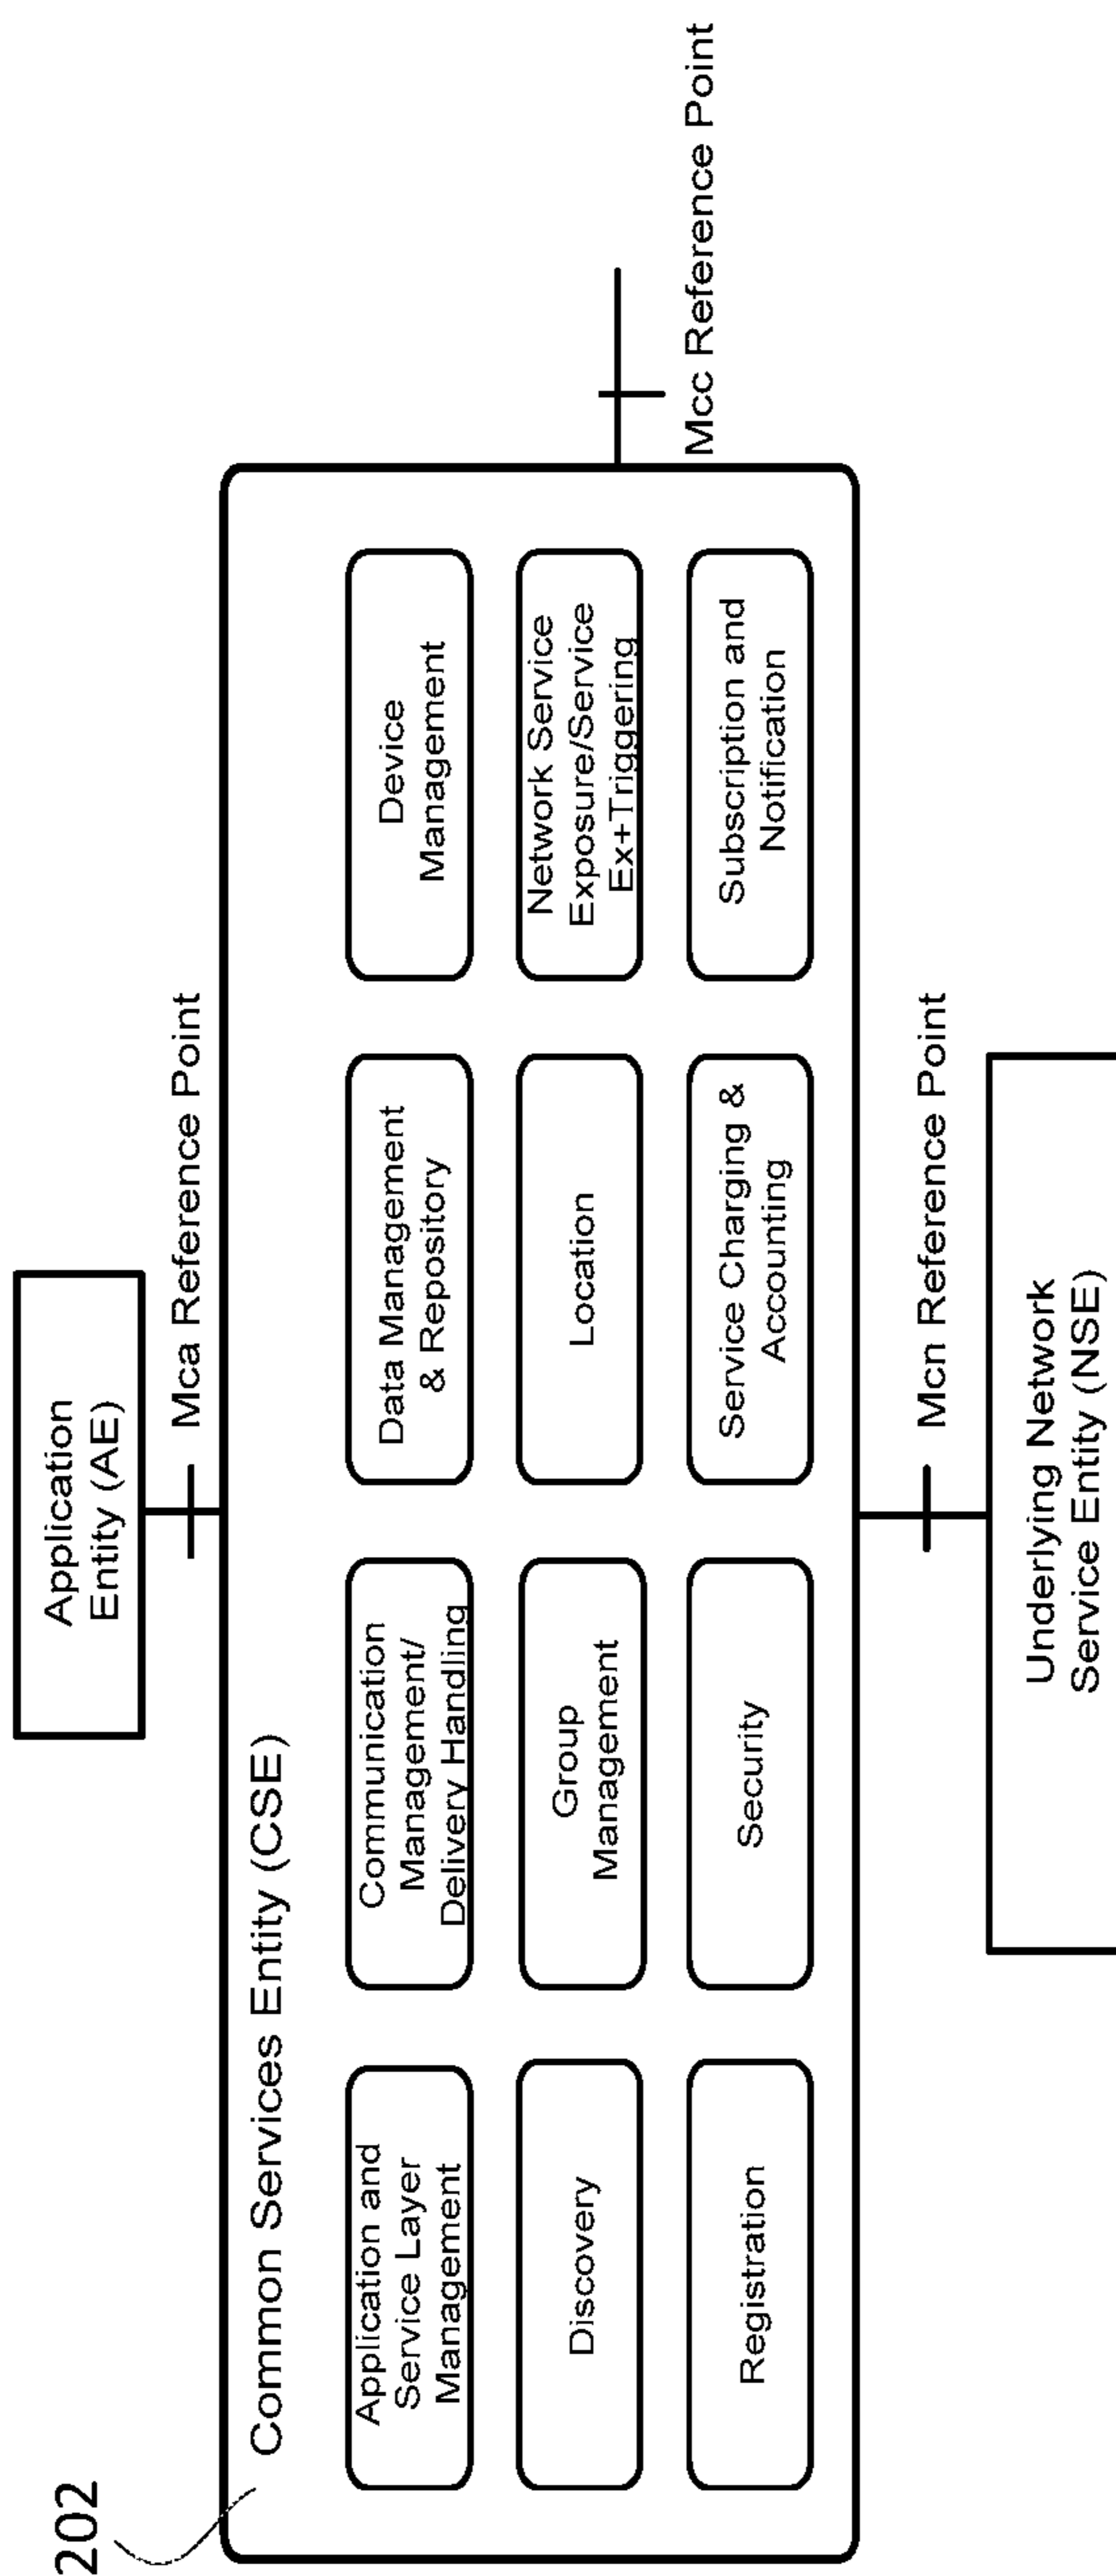 202
Application
Entity (AE)
Mca Reference Point
Common Services Entity (CSE)
Application and
Service Layer
Management
Communication
Management/
Delivery Handling
Data Management
& Repository
Device
Management
Discovery
Group
Management
Location
Network Service
Exposure/Service
Ex+Triggering
Registration
Security
Service Charging &
Accounting
Subscription and
Notification
Mcc Reference Point
Mcn Reference Point
Underlying Network
Service Entity (NSE)